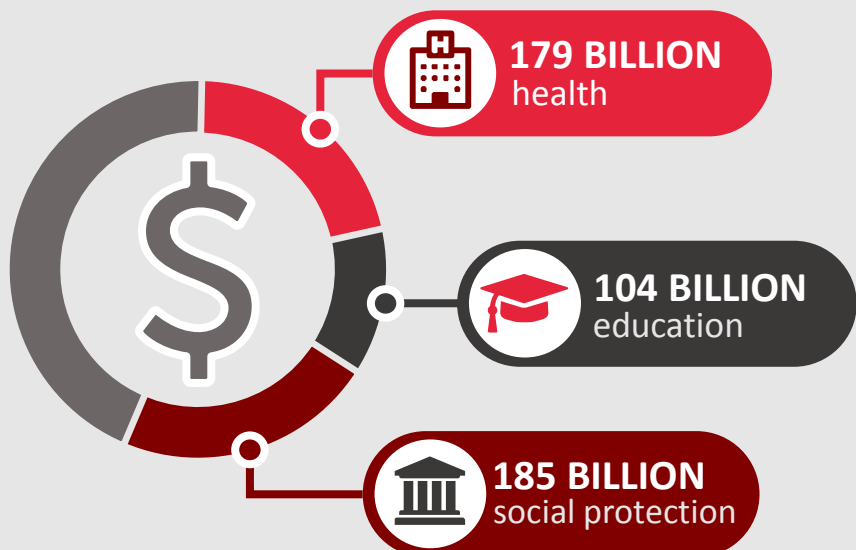 $
H
179 BILLION
health
104 BILLION
education
185 BILLION
social protection